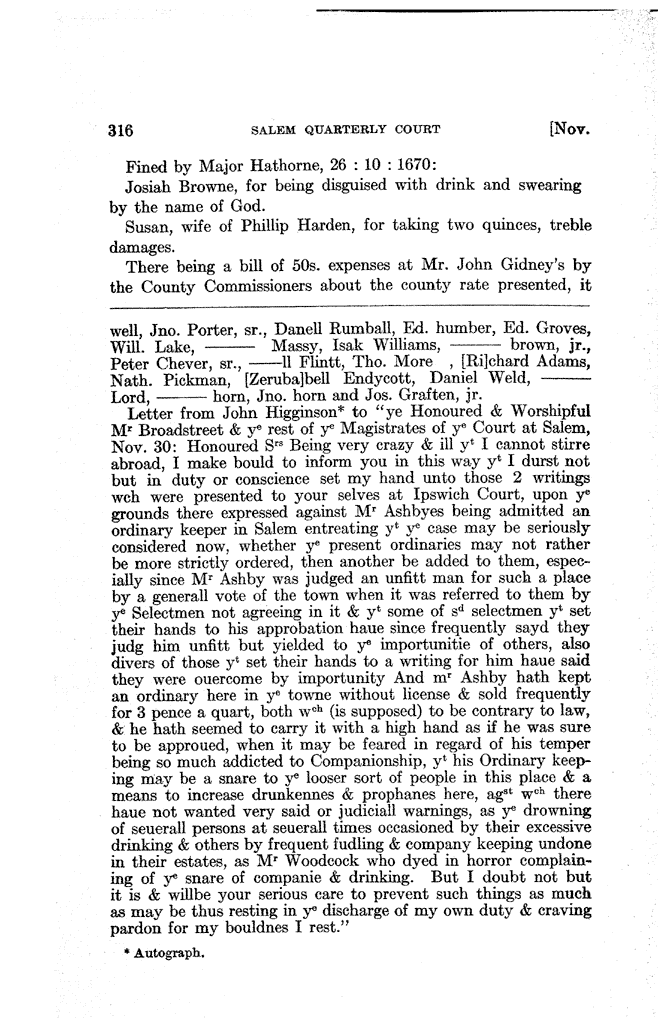 316 SALEM QUARTERLY COURT [Nov.
Fined by Major Hathorne, 26 : 10 : 1670:
Josiah Browne, for being disguised with drink and swearing
by the name of God.
Susan, wife of Phillip Harden, for taking two quinces, treble
damages.
There being a bill of 50s. expenses at Mr. John Gidney's by
the County Commissioners about the county rate presented, it
well, Jno. Porter, sr., Danell Rumball, Ed. humber, Ed. Groves,
Will. Lake, ——— Massy, Isak Williams, ——— brown, jr.,
Peter Chever, sr., ——ll Flintt, Tho. More , [Ri]chard Adams,
Nath. Pickman, [Zeruba]bell Endycott, Daniel Weld, ———
Lord, ——— horn, Jno. horn and Jos. Graften, jr.
Letter from John Higginson* to "ye Honoured & Worshipful
Mʳ Broadstreet & yᵉ rest of yᵉ Magistrates of yᵉ Court at Salem,
Nov. 30: Honoured Sʳˢ Being very crazy & ill yᵗ I cannot stirre
abroad, I make bould to inform you in this way yᵗ I durst not
but in duty or conscience set my hand unto those 2 writings
wch were presented to your selves at Ipswich Court, upon yᵉ
grounds there expressed against Mʳ Ashbyes being admitted an
ordinary keeper in Salem entreating yᵗ yᵉ case may be seriously
considered now, whether yᵉ present ordinaries may not rather
be more strictly ordered, then another be added to them, espec-
ially since Mʳ Ashby was judged an unfitt man for such a place
by a generall vote of the town when it was referred to them by
yᵉ Selectmen not agreeing in it & yᵗ some of sᵈ selectmen yᵗ set
their hands to his approbation haue since frequently sayd they
judg him unfitt but yielded to yᵉ importunitie of others, also
divers of those yᵗ set their hands to a writing for him haue said
they were ouercome by importunity And mʳ Ashby hath kept
an ordinary here in yᵉ towne without license & sold frequently
for 3 pence a quart, both wᶜʰ (is supposed) to be contrary to law,
& he hath seemed to carry it with a high hand as if he was sure
to be approued, when it may be feared in regard of his temper
being so much addicted to Companionship, yᵗ his Ordinary keep-
ing may be a snare to yᵉ looser sort of people in this place & a
means to increase drunkennes & prophanes here, agˢᵗ wᶜʰ there
haue not wanted very said or judiciall warnings, as yᵉ drowning
of seuerall persons at seuerall times occasioned by their excessive
drinking & others by frequent fudling & company keeping undone
in their estates, as Mʳ Woodcock who dyed in horror complain-
ing of yᵉ snare of companie & drinking. But I doubt not but
it is & willbe your serious care to prevent such things as much
as may be thus resting in yᵉ discharge of my own duty & craving
pardon for my bouldnes I rest."
* Autograph.